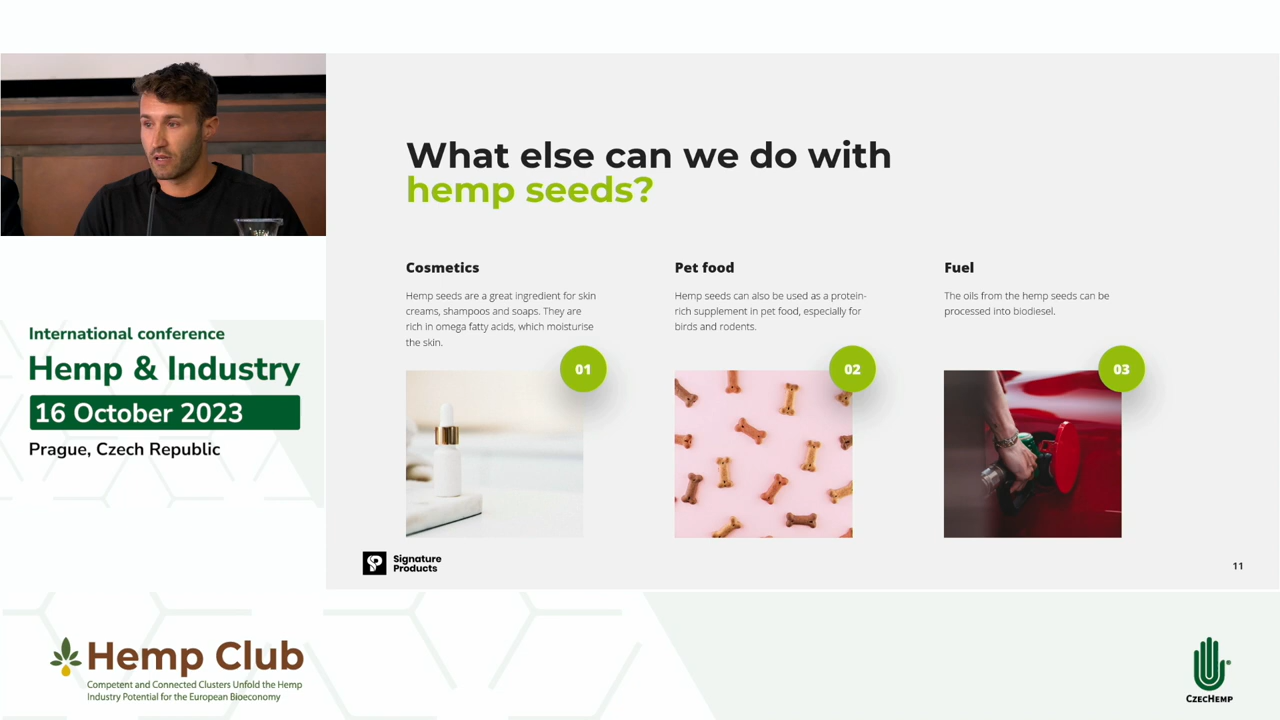 What else can we do with
hemp seeds?
Cosmetics
Hemp seeds are a great ingredient for skin
creams, shampoos and soaps. They are
rich in omega fatty acids, which moisturise
the skin.
01
Pet food
Hemp seeds can also be used as a protein-
rich supplement in pet food, especially for
birds and rodents.
02
Fuel
The oils from the hemp seeds can be
processed into biodiesel.
03
Signature
Products
11
International conference
Hemp & Industry
16 October 2023
Prague, Czech Republic
Hemp Club
Competent and Connected Clusters Unfold the Hemp
Industry Potential for the European Bioeconomy
CzecHemp